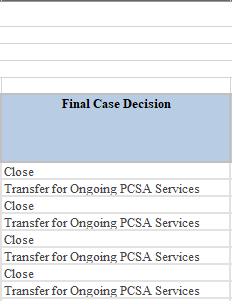 Final Case Decision
Close
Transfer for Ongoing PCSA Services
Close
Transfer for Ongoing PCSA Services
Close
Transfer for Ongoing PCSA Services
Close
Transfer for Ongoing PCSA Services